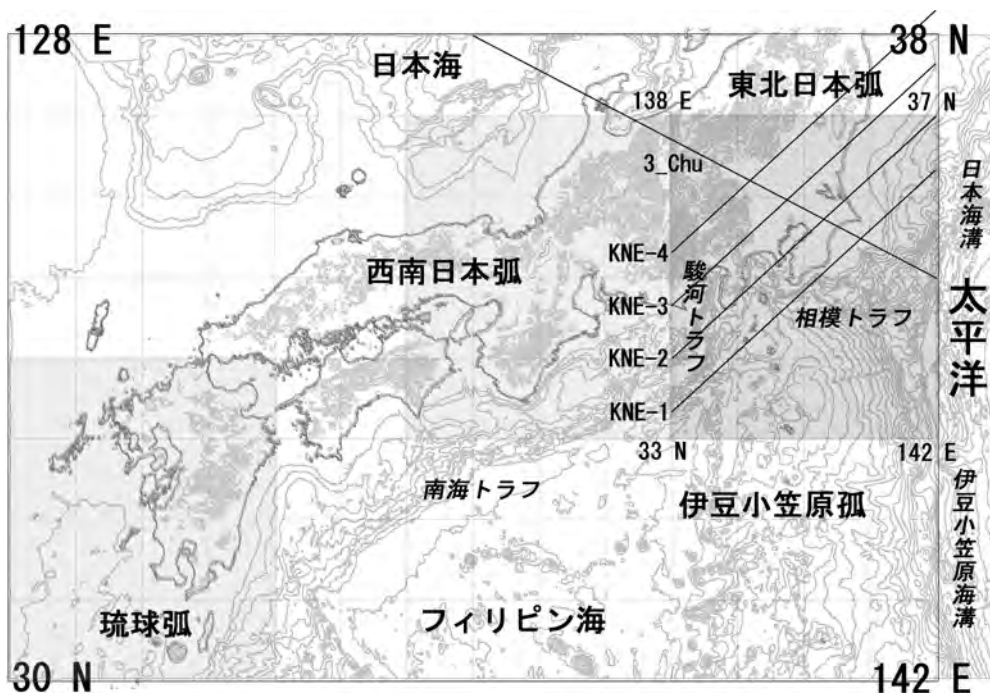 128 E
38 N
日本海
東北日本弧
138 E
37 N
3_Chu
日本海溝
KNE-4
西南日本弧
駿河トラフ
KNE-3
相模トラフ
太平洋
KNE-2
KNE-1
33 N
142 E
南海トラフ
伊豆小笠原孤
伊豆小笠原海溝
琉球弧
フィリピン海
30 N
142 E